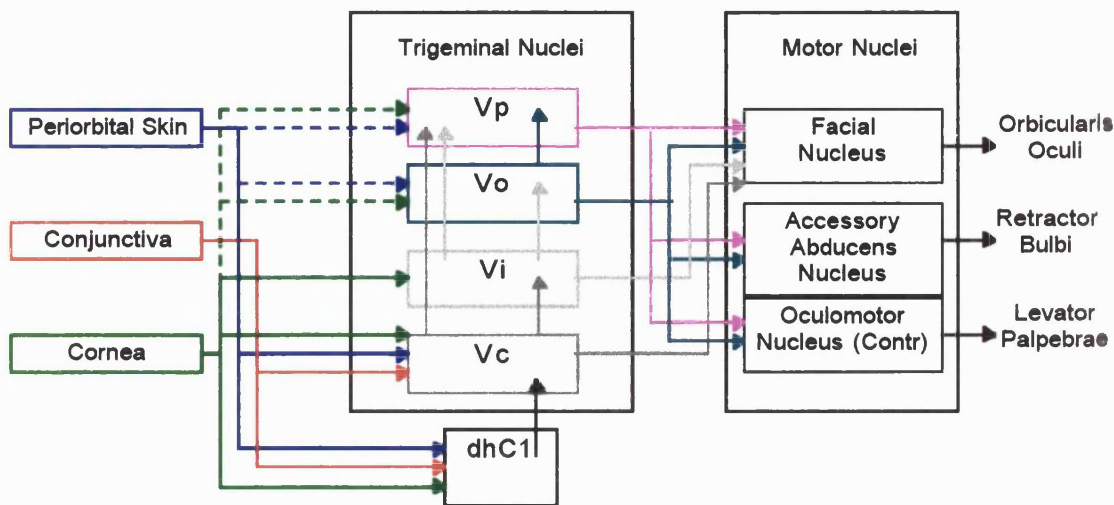 Trigeminal Nuclei
Motor Nuclei
Periorbital Skin
Conjunctiva
Cornea
Vp
Vo
Vi
Vc
dhC1
Facial
Nucleus
Accessory
Abducens
Nucleus
Oculomotor
Nucleus (Contr)
Orbicularis
Oculi
Retractor
Bulbi
Levator
Palpebrae